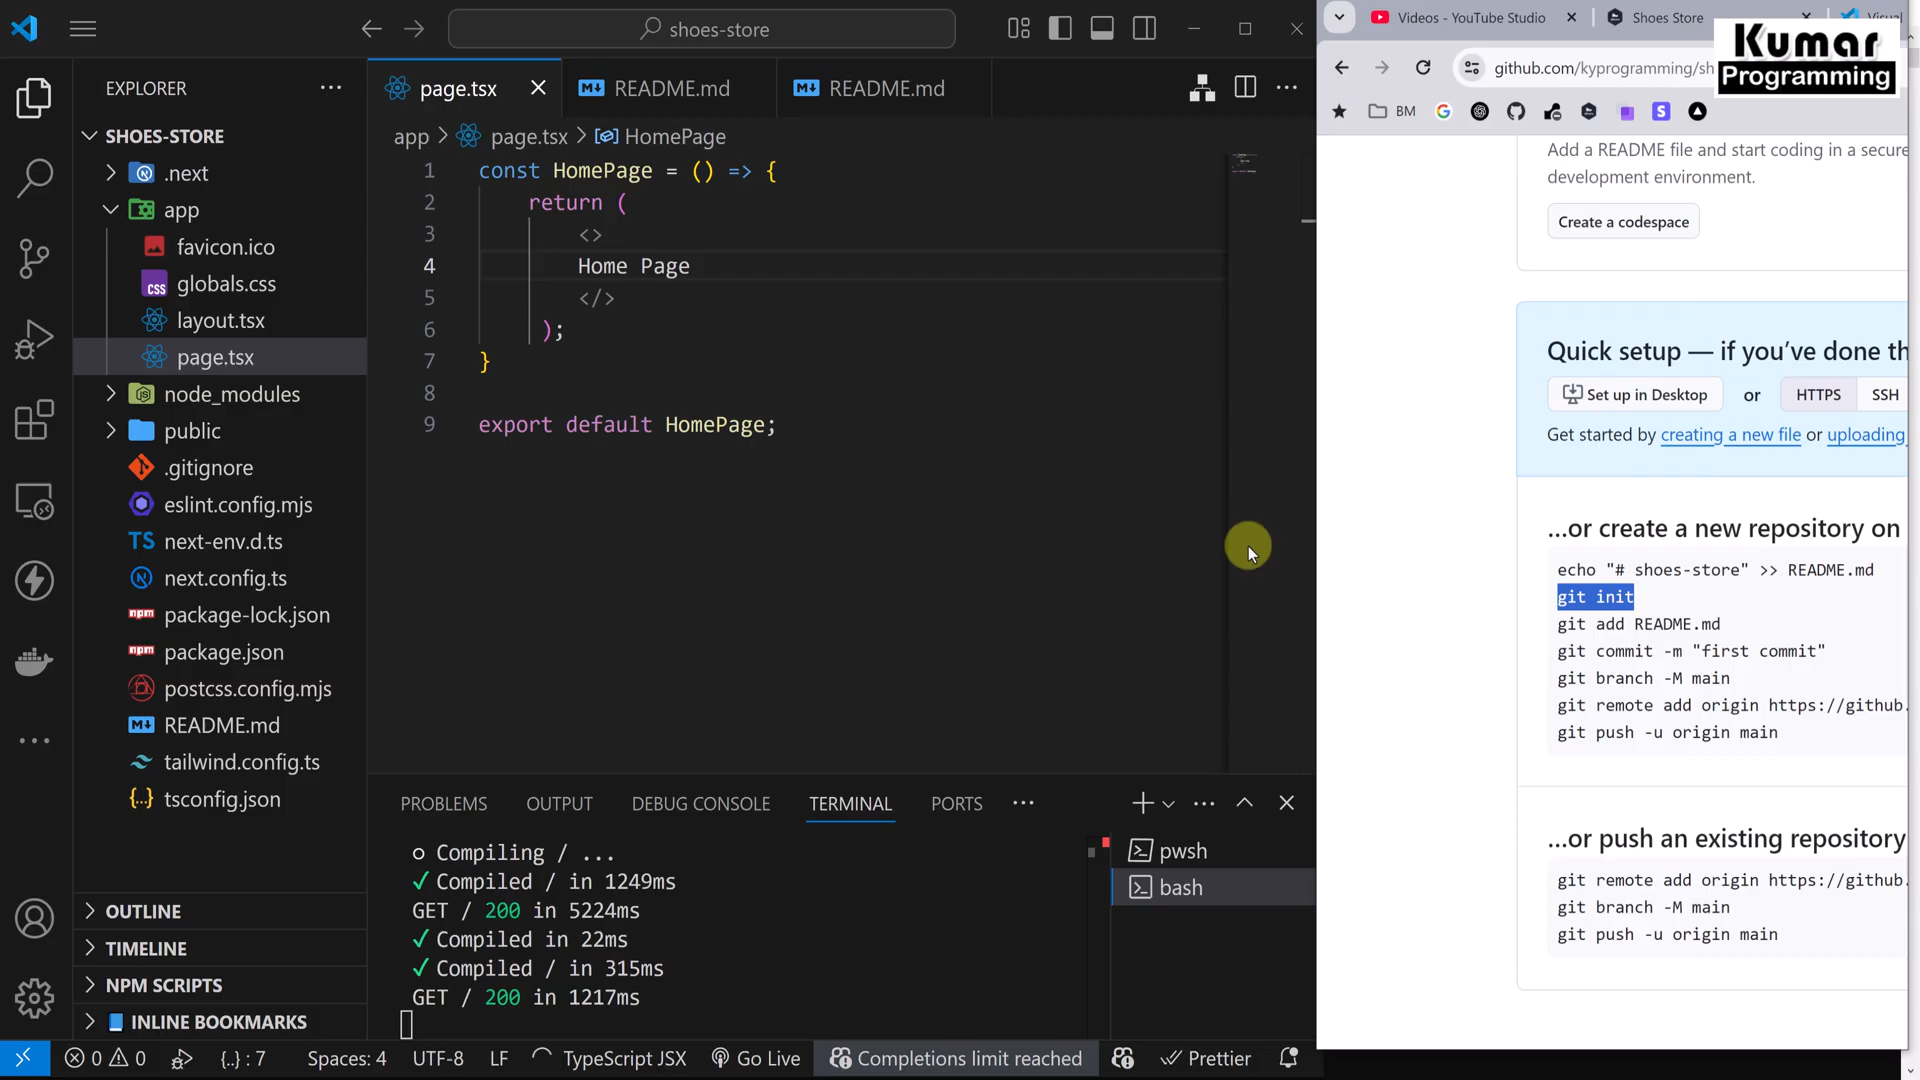 shoes-store
EXPLORER
SHOES-STORE
.next
app
favicon.ico
globals.css
layout.tsx
page.tsx
node_modules
public
.gitignore
eslint.config.mjs
TS next-env.d.ts
next.config.ts
package-lock.json
package.json
postcss.config.mjs
README.md
tailwind.config.ts
tsconfig.json
OUTLINE
TIMELINE
NPM SCRIPTS
INLINE BOOKMARKS
page.tsx
README.md
README.md
app > page.tsx > HomePage
1 const HomePage = () => {
2 return (
3 <>
4 Home Page
5 </>
6 );
7 }
8
9 export default HomePage;
PROBLEMS OUTPUT DEBUG CONSOLE TERMINAL PORTS
○ Compiling / ...
✓ Compiled / in 1249ms
GET / 200 in 5224ms
✓ Compiled in 22ms
✓ Compiled / in 315ms
GET / 200 in 1217ms
pwsh
bash
0 0 {..} : 7 Spaces: 4 UTF-8 LF TypeScript JSX Go Live Completions limit reached Prettier
Videos - YouTube Studio
Shoes Store
Visual
Kumar
Programming
github.com/kyprogramming/sh
BM
Add a README file and start coding in a secure
development environment.
Create a codespace
Quick setup — if you've done th
Set up in Desktop or HTTPS SSH
Get started by creating a new file or uploading
...or create a new repository on
echo "# shoes-store" >> README.md
git init
git add README.md
git commit -m "first commit"
git branch -M main
git remote add origin https://github.
git push -u origin main
...or push an existing repository
git remote add origin https://github.
git branch -M main
git push -u origin main